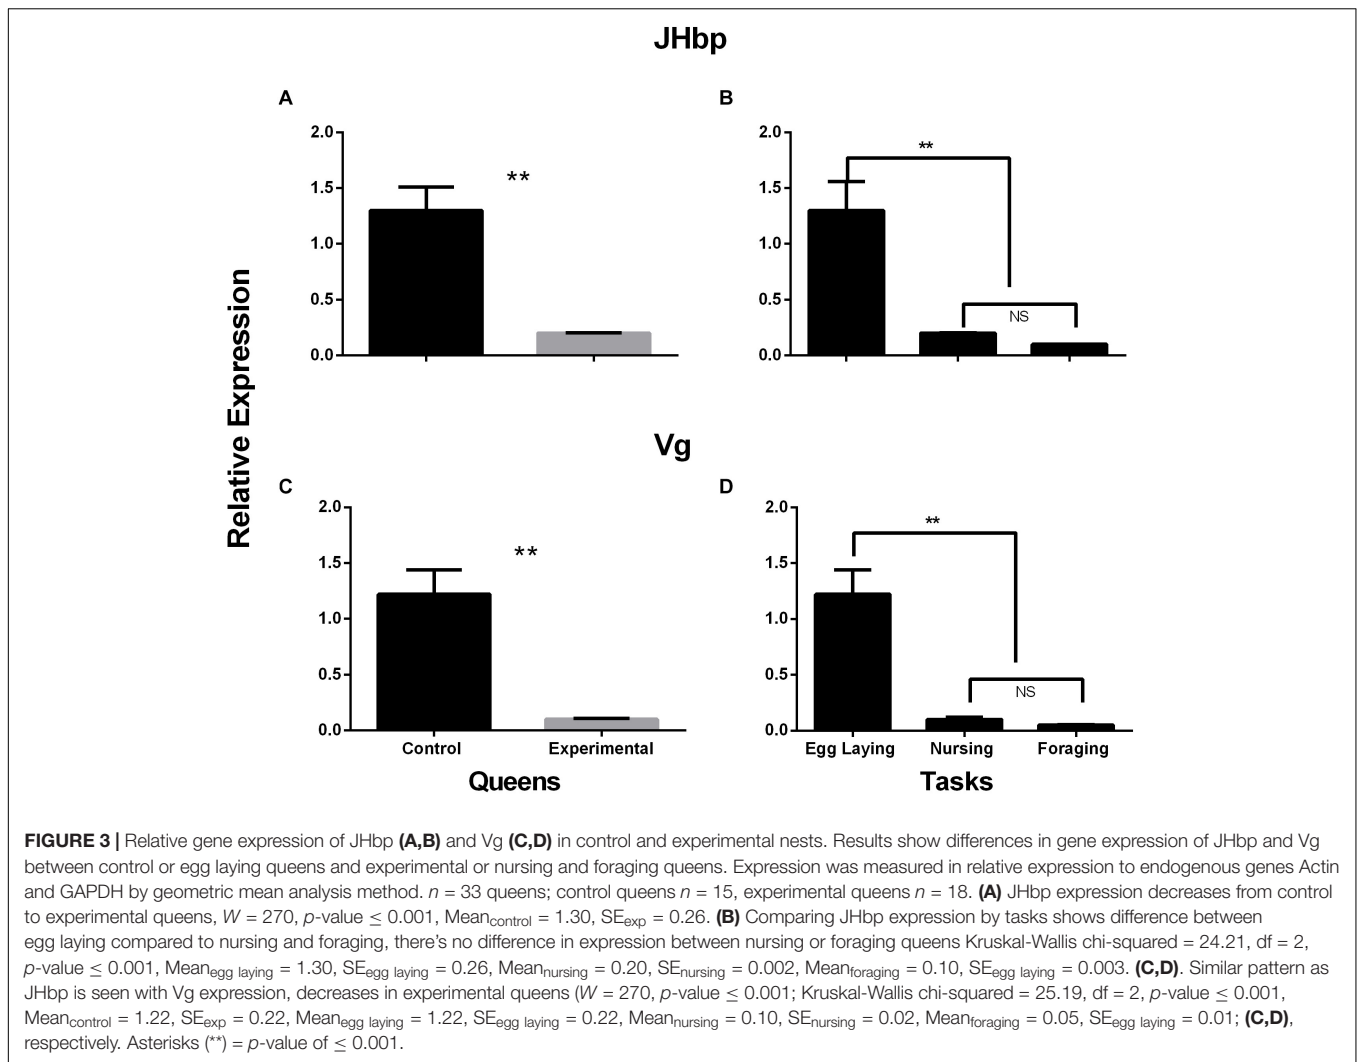 JHbp
A
B
2.0
1.5
1.0
0.5
0.0
**
2.0
1.5
1.0
0.5
0.0
**
NS
Relative Expression
Vg
C
D
2.0
1.5
1.0
0.5
0.0
**
Control
Experimental
Queens
2.0
1.5
1.0
0.5
0.0
**
NS
Egg Laying
Nursing
Foraging
Tasks
FIGURE 3 | Relative gene expression of JHbp (A,B) and Vg (C,D) in control and experimental nests. Results show differences in gene expression of JHbp and Vg
between control or egg laying queens and experimental or nursing and foraging queens. Expression was measured in relative expression to endogenous genes Actin
and GAPDH by geometric mean analysis method. n = 33 queens; control queens n = 15, experimental queens n = 18. (A) JHbp expression decreases from control
to experimental queens, W = 270, p-value ≤ 0.001, Meancontrol = 1.30, SEexp = 0.26. (B) Comparing JHbp expression by tasks shows difference between
egg laying compared to nursing and foraging, there's no difference in expression between nursing or foraging queens Kruskal-Wallis chi-squared = 24.21, df = 2,
p-value ≤ 0.001, Meanegg laying = 1.30, SEegg laying = 0.26, Meannursing = 0.20, SEnursing = 0.002, Meanforaging = 0.10, SEegg laying = 0.003. (C,D). Similar pattern as
JHbp is seen with Vg expression, decreases in experimental queens (W = 270, p-value ≤ 0.001; Kruskal-Wallis chi-squared = 25.19, df = 2, p-value ≤ 0.001,
Meancontrol = 1.22, SEexp = 0.22, Meanegg laying = 1.22, SEegg laying = 0.22, Meannursing = 0.10, SEnursing = 0.02, Meanforaging = 0.05, SEegg laying = 0.01; (C,D),
respectively. Asterisks (**) = p-value of ≤ 0.001.